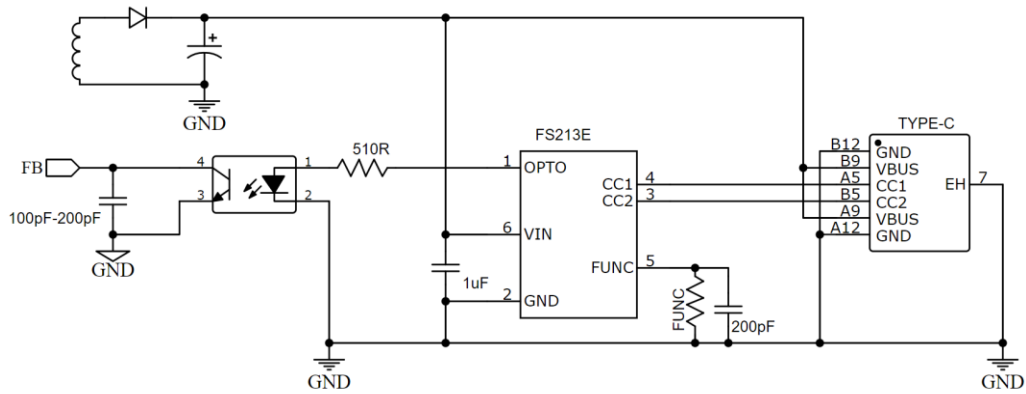 +
GND
FS213E
TYPE-C
510R
FB
4
1
3
2
100pF-200pF
GND
1
OPTO
CC1
4
CC2
3
6
VIN
1uF
FUNC
5
2
GND
FUNC
200pF
GND
B12
GND
B9
VBUS
A5
CC1
EH
7
B5
CC2
A9
VBUS
A12
GND
GND